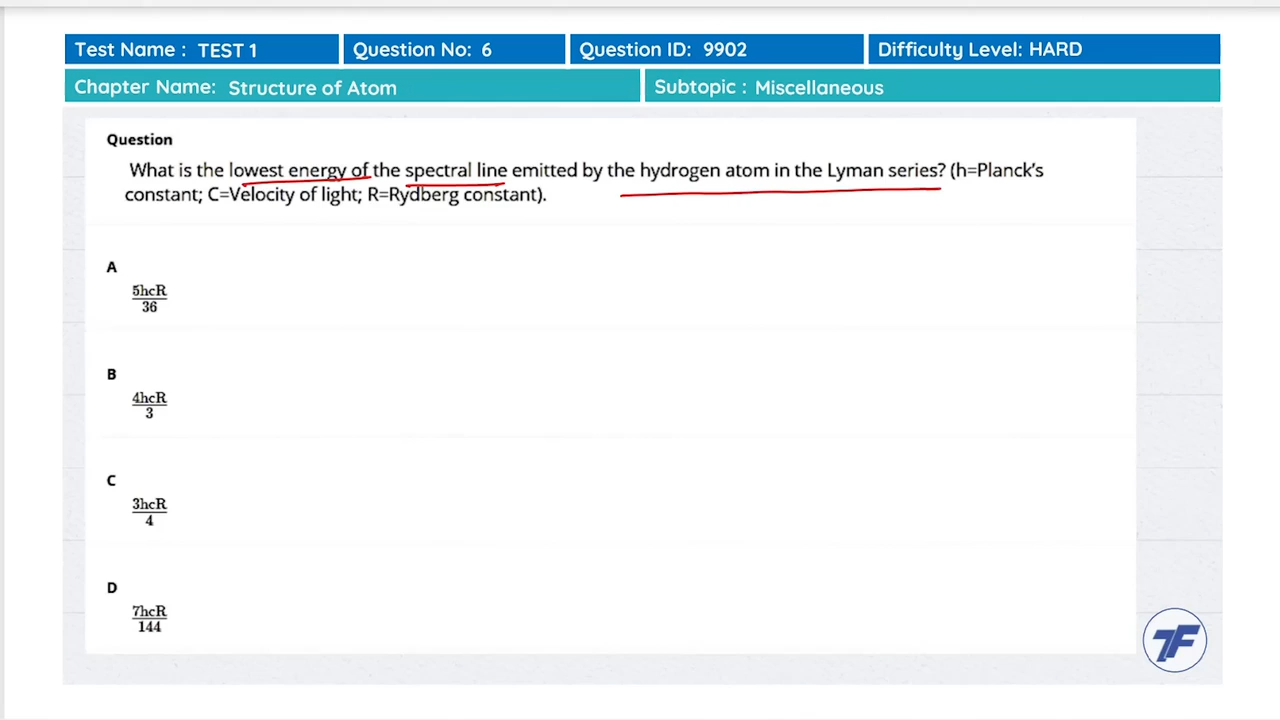 Test Name : TEST 1
Question No: 6
Question ID: 9902
Difficulty Level: HARD
Chapter Name: Structure of Atom
Subtopic : Miscellaneous
Question
What is the lowest energy of the spectral line emitted by the hydrogen atom in the Lyman series? (h=Planck's
constant; C=Velocity of light; R=Rydberg constant).
A
5hcR
36
B
4hcR
3
C
3hcR
4
D
7hcR
144
7F